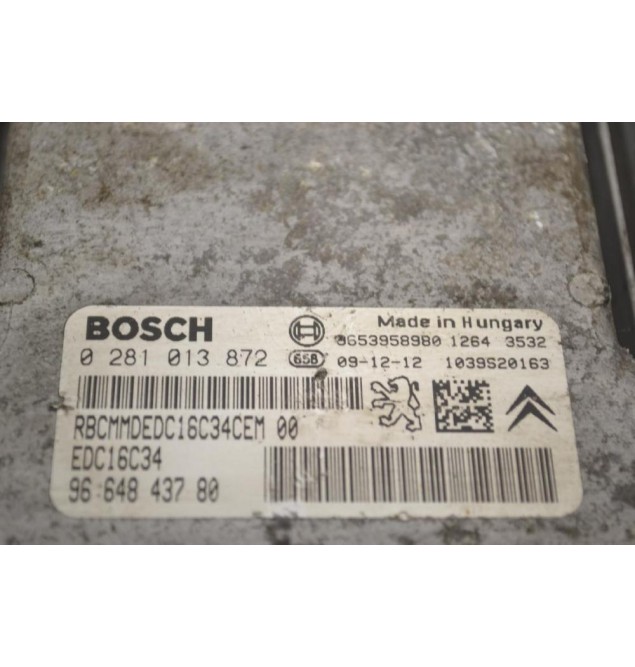 BOSCH
Made in Hungary
9653958980 1264 3532
0 281 013 872
658
09-12-12 1039S20163
RBCMMDEDC16C34CEM 00
EDC16C34
96 648 437 80